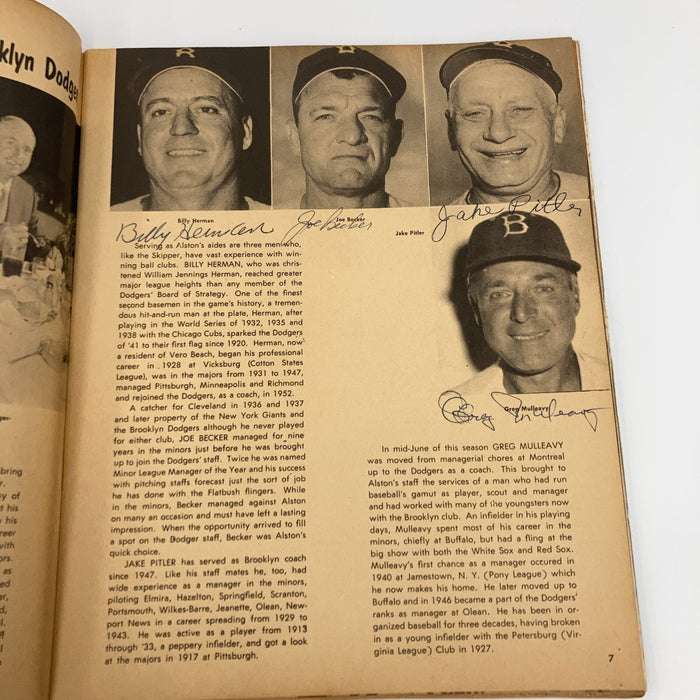 klyn Dodge
R
B
Billy Herman
Joe Becker
Jake Pitler
Billy Herman
Joe Becker
Jake Pitler
B
Serving as Alston's aides are three men who,
like the Skipper, have vast experience with win-
ning ball clubs. BILLY HERMAN, who was chris-
tened William Jennings Herman, reached greater
major league heights than any member of the
Dodgers' Board of Strategy. One of the finest
second basemen in the game's history, a tremen-
dous hit-and-run man at the plate, Herman, after
playing in the World Series of 1932, 1935 and
1938 with the Chicago Cubs, sparked the Dodgers
of '41 to their first flag since 1920. Herman, now
a resident of Vero Beach, began his professional
career in 1928 at Vicksburg (Cotton States
League), was in the majors from 1931 to 1947,
managed Pittsburgh, Minneapolis and Richmond
and rejoined the Dodgers, as a coach, in 1952.
A catcher for Cleveland in 1936 and 1937
and later property of the New York Giants and
the Brooklyn Dodgers although he never played
for either club, JOE BECKER managed for nine
years in the minors just before he was brought
up to join the Dodgers' staff. Twice he was named
Minor League Manager of the Year and his success
with pitching staffs forecast just the sort of job
he has done with the Flatbush flingers. While
in the minors, Becker managed against Alston
on many an occasion and must have left a lasting
impression. When the opportunity arrived to fill
a spot on the Dodger staff, Becker was Alston's
quick choice.
JAKE PITLER has served as Brooklyn coach
since 1947. Like his staff mates he, too, had
wide experience as a manager in the minors,
piloting Elmira, Hazelton, Springfield, Scranton,
Portsmouth, Wilkes-Barre, Jeanette, Olean, New-
port News in a career spreading from 1929 to
1943. He was active as a player from 1913
through '33, a peppery infielder, and got a look
at the majors in 1917 at Pittsburgh.
Greg Mulleavy
Greg Mulleavy
In mid-June of this season GREG MULLEAVY
was moved from managerial chores at Montreal
up to the Dodgers as a coach. This brought to
Alston's staff the services of a man who had run
baseball's gamut as player, scout and manager
and had worked with many of the youngsters now
with the Brooklyn club. An infielder in his playing
days, Mulleavy spent most of his career in the
minors, chiefly at Buffalo, but had a fling at the
big show with both the White Sox and Red Sox.
Mulleavy's first chance as a manager occured in
1940 at Jamestown, N. Y. (Pony League) which
he now makes his home. He later moved up to
Buffalo and in 1946 became a part of the Dodgers'
ranks as manager at Olean. He has been in or-
ganized baseball for three decades, having broken
in as a young infielder with the Petersburg (Vir-
ginia League) Club in 1927.
7